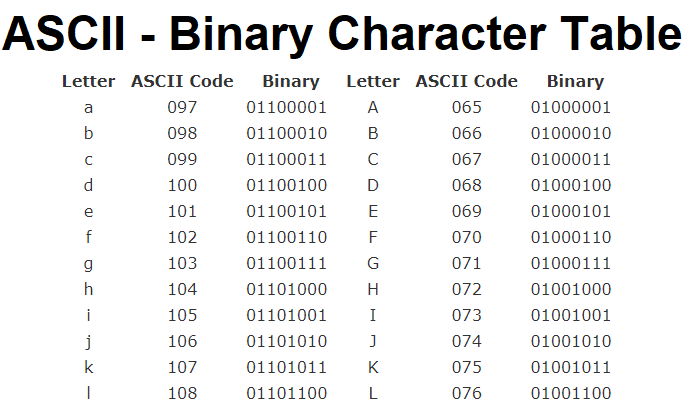 ASCII - Binary Character Table
Letter ASCII Code Binary Letter ASCII Code Binary
a 097 01100001 A 065 01000001
b 098 01100010 B 066 01000010
c 099 01100011 C 067 01000011
d 100 01100100 D 068 01000100
e 101 01100101 E 069 01000101
f 102 01100110 F 070 01000110
g 103 01100111 G 071 01000111
h 104 01101000 H 072 01001000
i 105 01101001 I 073 01001001
j 106 01101010 J 074 01001010
k 107 01101011 K 075 01001011
l 108 01101100 L 076 01001100